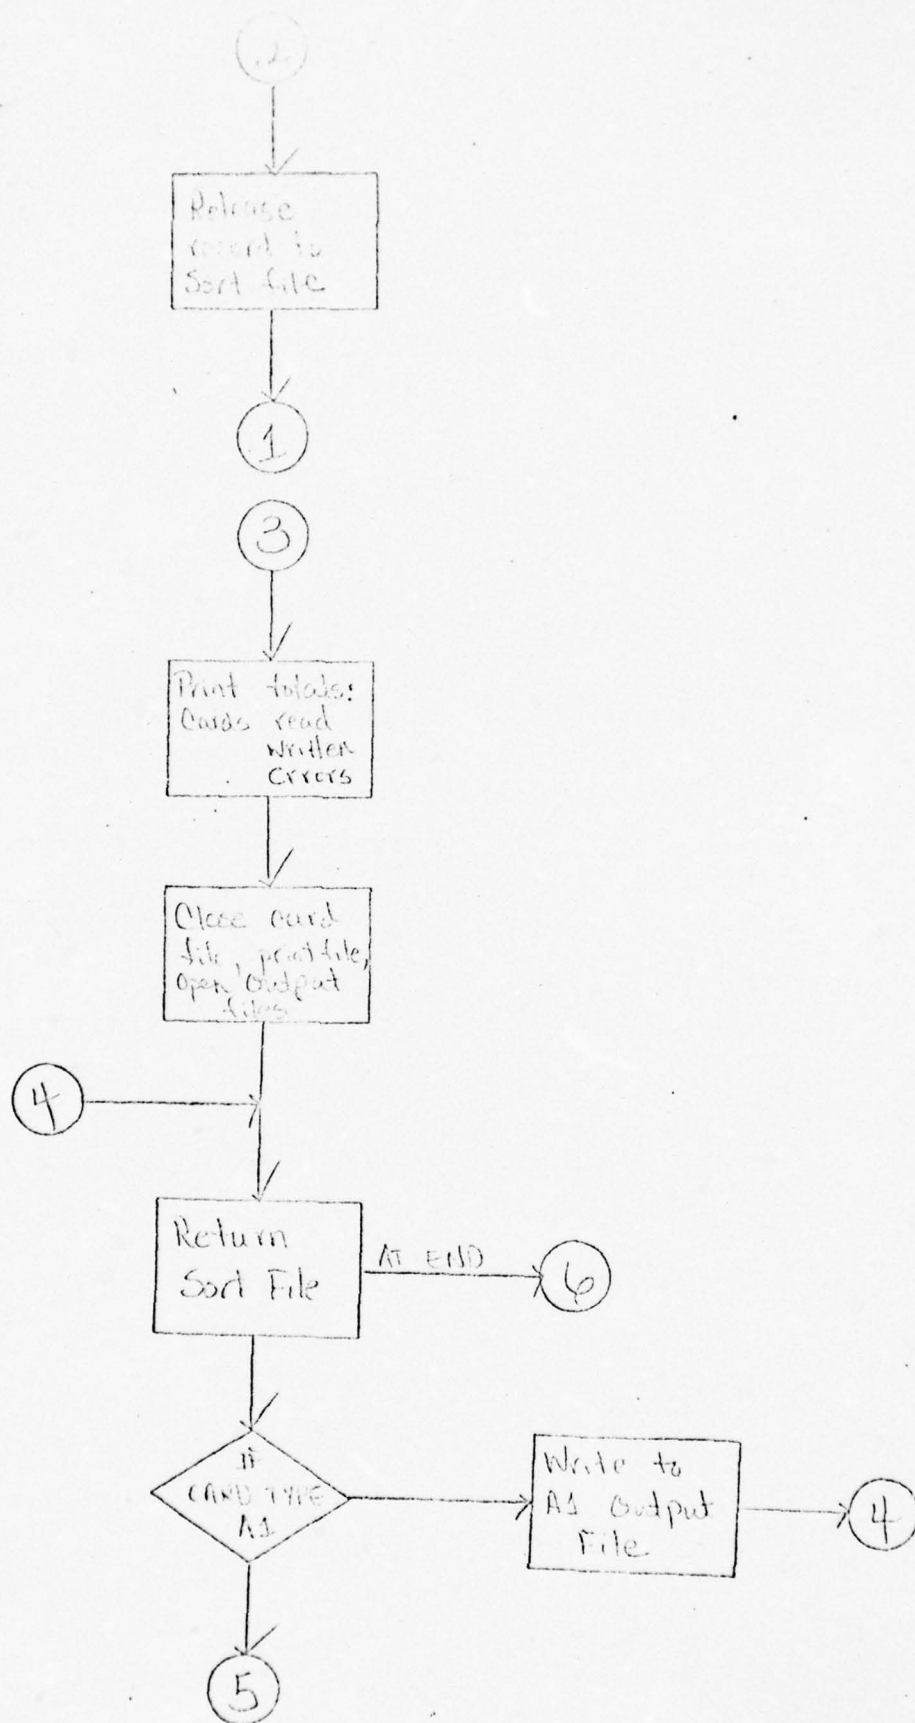 2
Release
record to
Sort file
1
3
Print totals:
Cards read
written
errors
Close card
file, print file,
open output
files
4
Return
Sort File
AT END
6
IF
CARD TYPE
A1
Write to
A1 Output
File
4
5